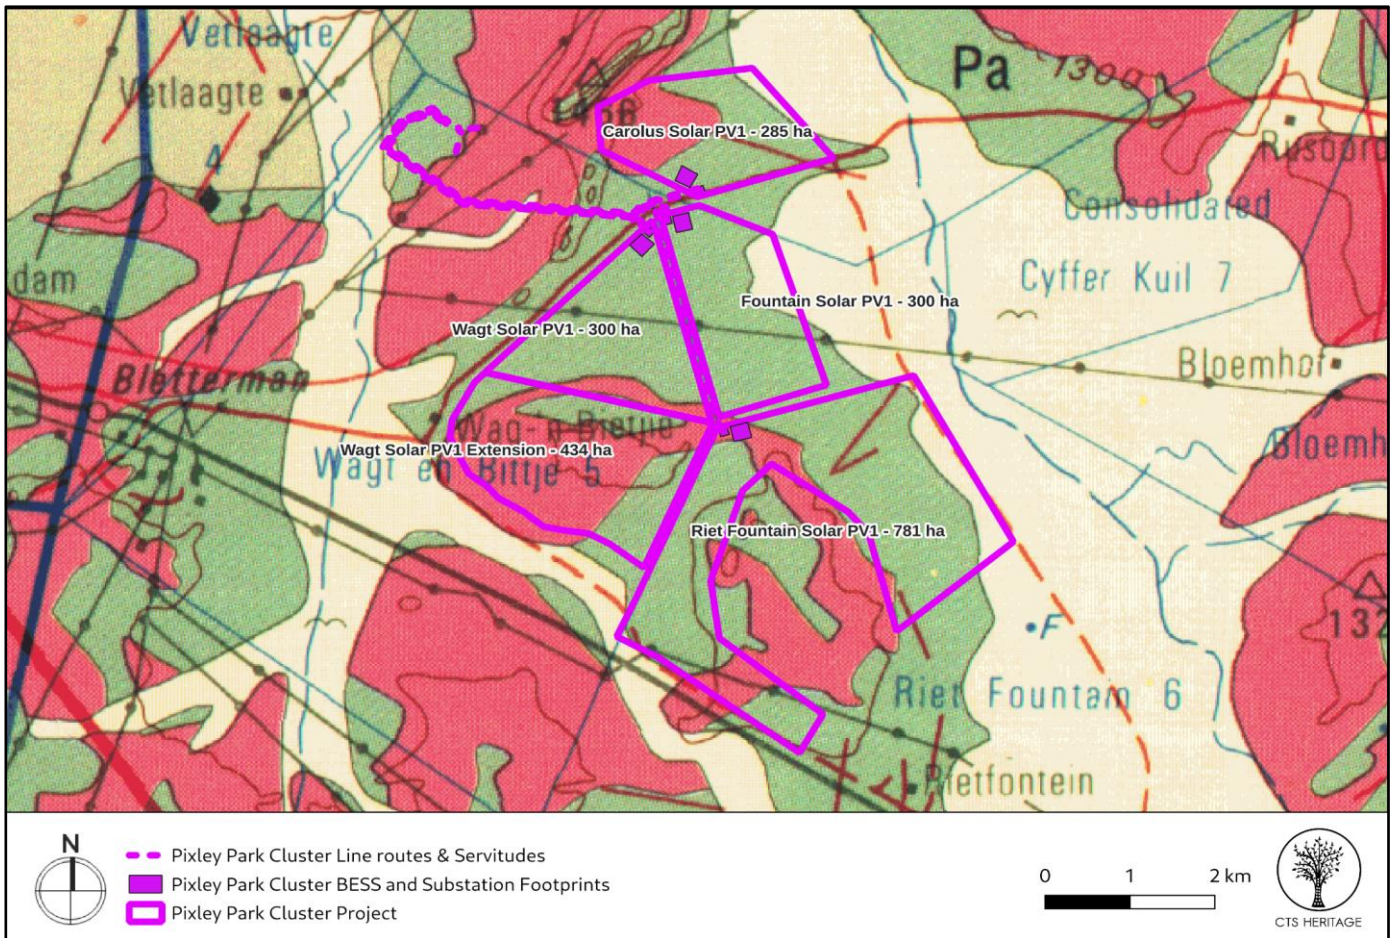 Vetlaagte
Vetlaagte
4
1456
Pa
1300
Carolus Solar PV1 - 285 ha
Consolidated
Cyffer Kuil 7
dam
Fountain Solar PV1 - 300 ha
Wagt Solar PV1 - 300 ha
Bloemhof
Bletterman
Wag-'n-Bietjie
Wagt Solar PV1 Extension - 434 ha
Wagt en Bittje 5
Bloemh
Riet Fountain Solar PV1 - 781 ha
F
132
Riet Fountain 6
Rietfontein
N
Pixley Park Cluster Line routes & Servitudes
Pixley Park Cluster BESS and Substation Footprints
Pixley Park Cluster Project
0 1 2 km
CTS HERITAGE